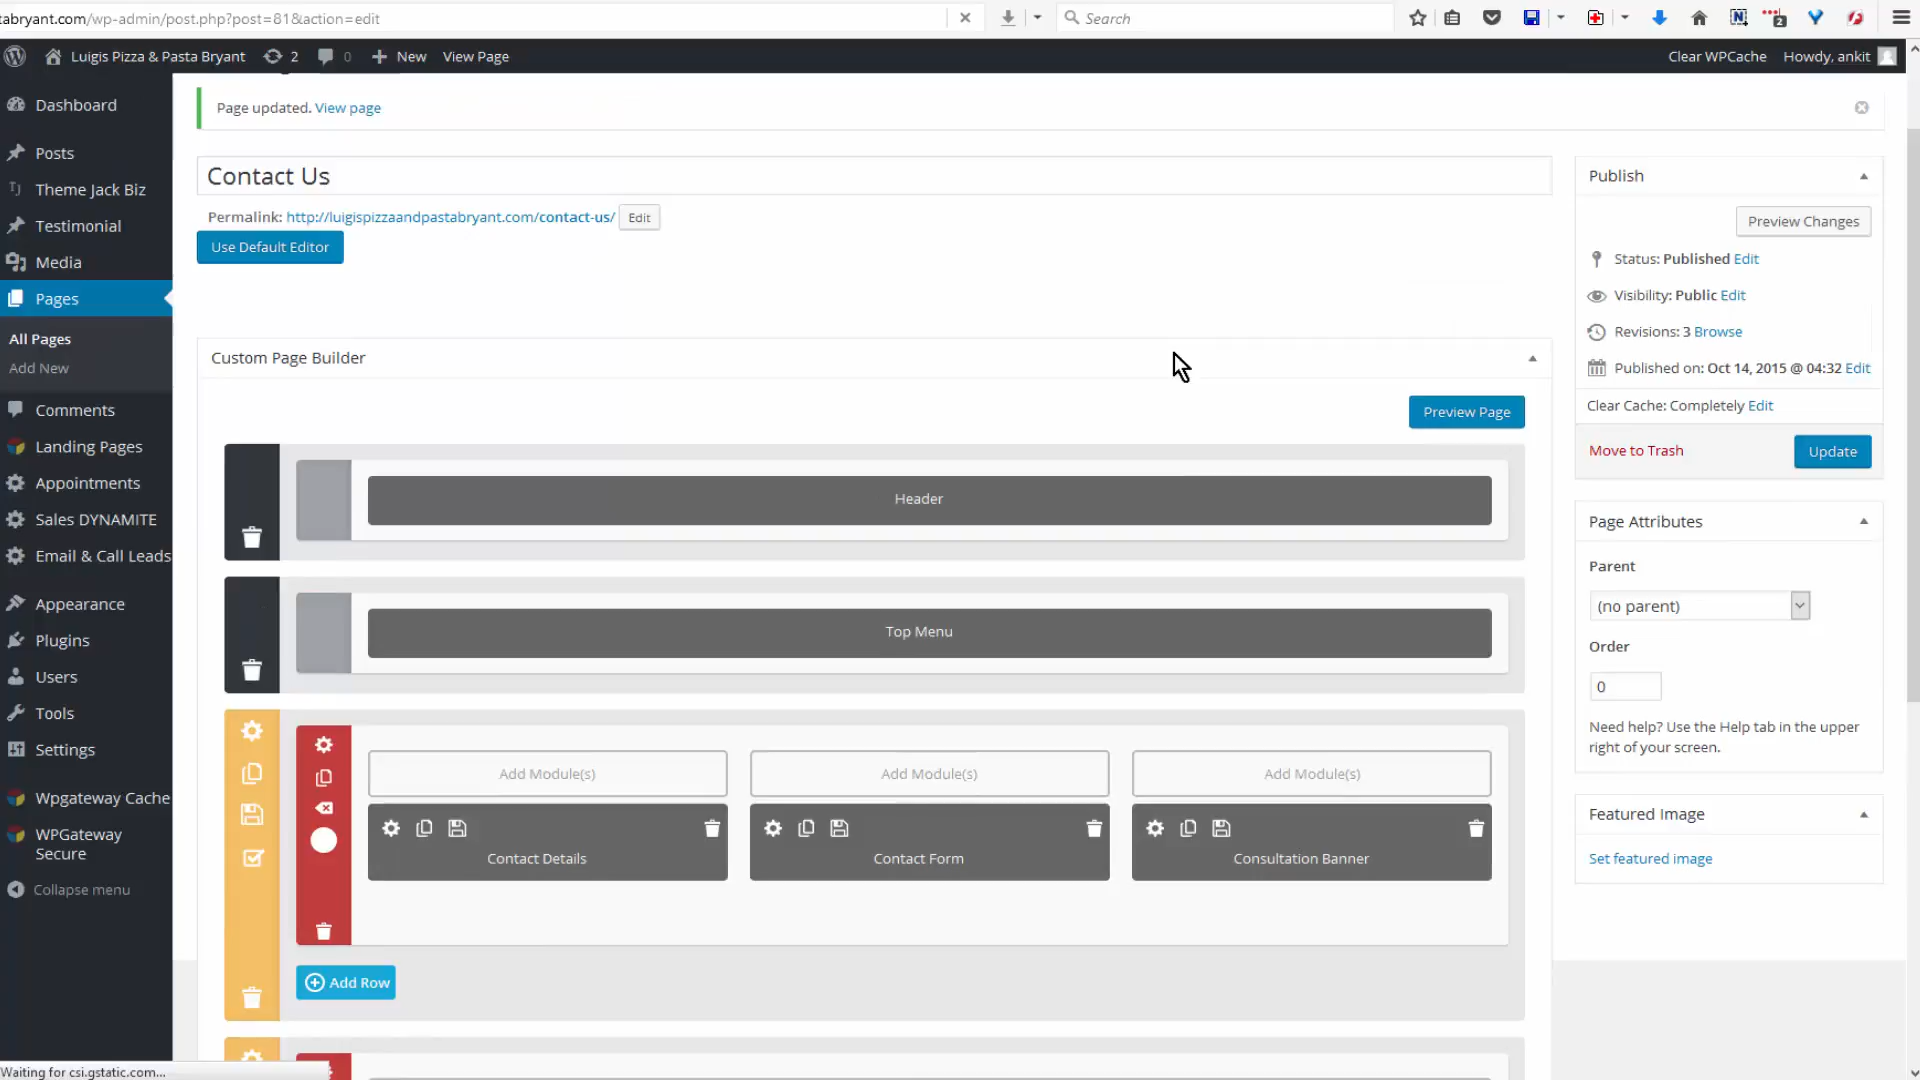 tabryant.com/wp-admin/post.php?post=81&action=edit
Search
2
Luigis Pizza & Pasta Bryant
2
0
New
View Page
Clear WPCache
Howdy, ankit
Dashboard
Posts
Theme Jack Biz
Testimonial
Media
Pages
All Pages
Add New
Comments
Landing Pages
Appointments
Sales DYNAMITE
Email & Call Leads
Appearance
Plugins
Users
Tools
Settings
Wpgateway Cache
WPGateway
Secure
Collapse menu
Page updated. View page
Contact Us
Permalink: http://luigispizzaandpastabryant.com/contact-us/ Edit
Use Default Editor
Custom Page Builder
Preview Page
Header
Top Menu
Add Module(s)
Add Module(s)
Add Module(s)
Contact Details
Contact Form
Consultation Banner
Add Row
Publish
Preview Changes
Status: Published Edit
Visibility: Public Edit
Revisions: 3 Browse
Published on: Oct 14, 2015 @ 04:32 Edit
Clear Cache: Completely Edit
Move to Trash
Update
Page Attributes
Parent
(no parent)
Order
0
Need help? Use the Help tab in the upper
right of your screen.
Featured Image
Set featured image
Waiting for csi.gstatic.com...